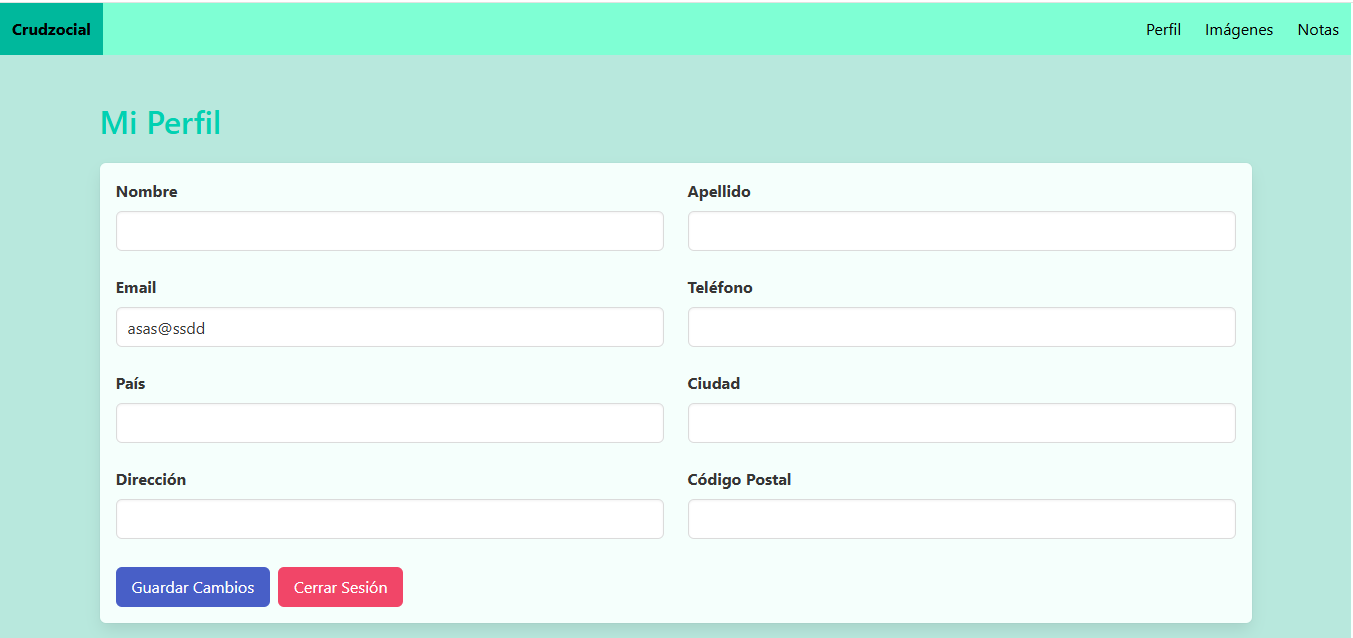 Crudzocial Perfil Imágenes Notas
Mi Perfil
Nombre Apellido
Email Teléfono
asas@ssdd
País Ciudad
Dirección Código Postal
Guardar Cambios Cerrar Sesión